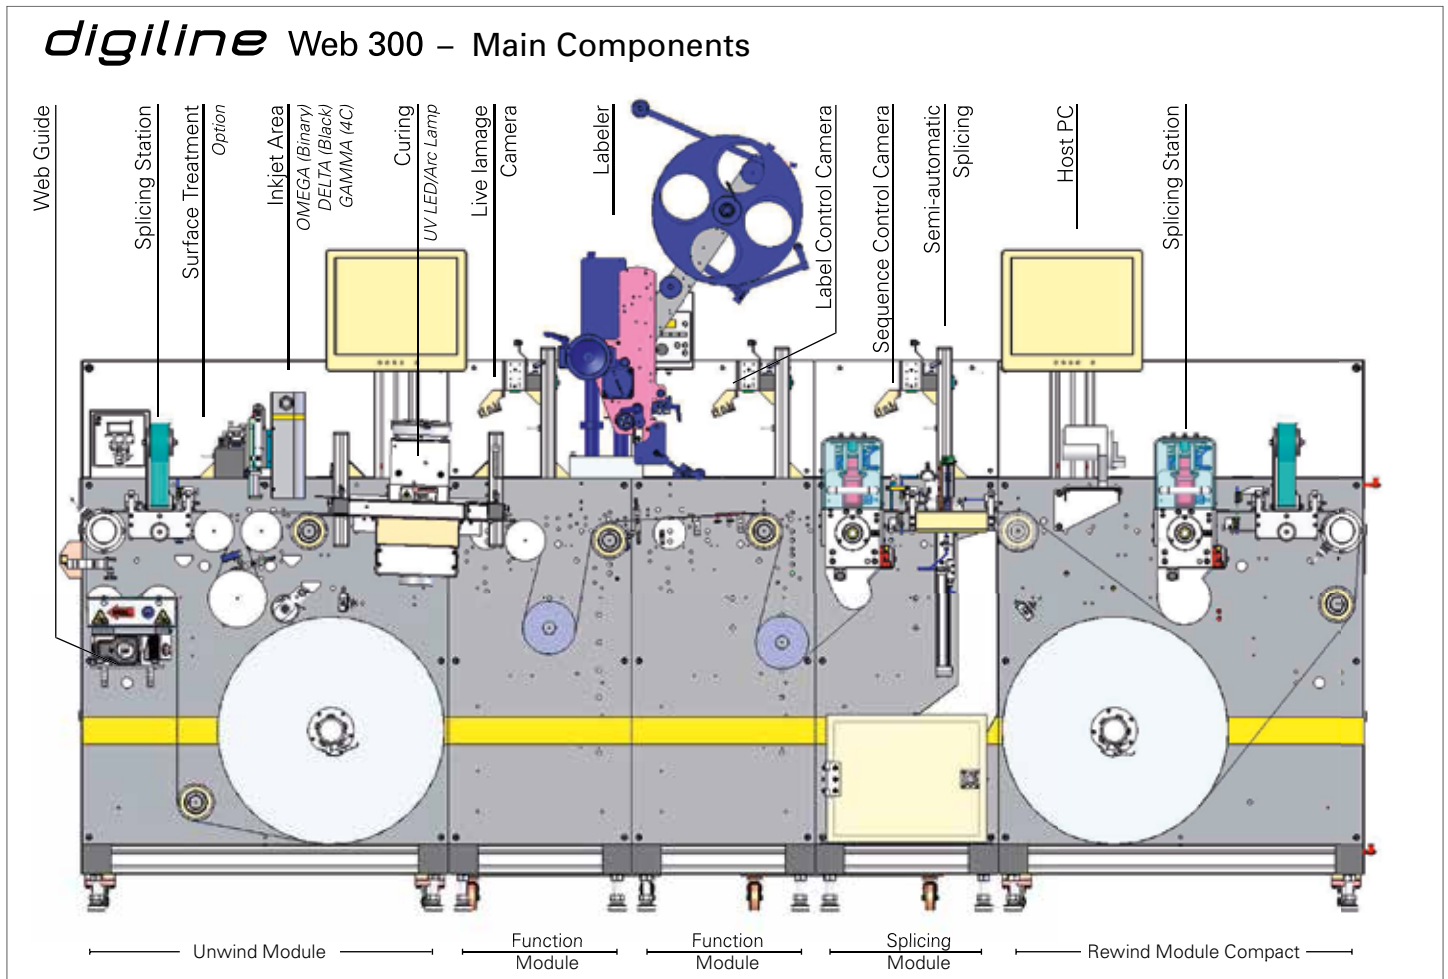 digiline Web 300 – Main Components
Web Guide
Splicing Station
Surface Treatment
Option
Inkjet Area
OMEGA (Binary)
DELTA (Black)
GAMMA (4C)
Curing
UV LED/Arc Lamp
Live Iamage
Camera
Labeler
Label Control Camera
Sequence Control Camera
Semi-automatic
Splicing
Host PC
Splicing Station
Unwind Module
Function
Module
Function
Module
Splicing
Module
Rewind Module Compact